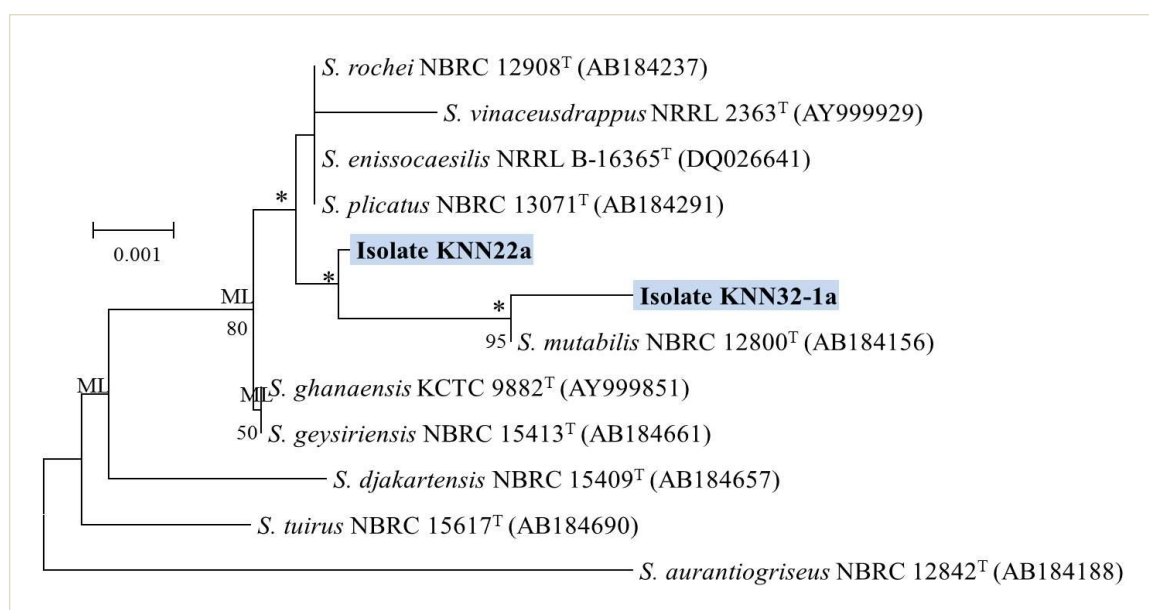 S. rochei NBRC 12908ᵀ (AB184237)
S. vinaceusdrappus NRRL 2363ᵀ (AY999929)
S. enissocaesilis NRRL B-16365ᵀ (DQ026641)
*
S. plicatus NBRC 13071ᵀ (AB184291)
0.001
Isolate KNN22a
*
ML
Isolate KNN32-1a
*
80
95
S. mutabilis NBRC 12800ᵀ (AB184156)
ML
ML
S. ghanaensis KCTC 9882ᵀ (AY999851)
50
S. geysiriensis NBRC 15413ᵀ (AB184661)
S. djakartensis NBRC 15409ᵀ (AB184657)
S. tuirus NBRC 15617ᵀ (AB184690)
S. aurantiogriseus NBRC 12842ᵀ (AB184188)